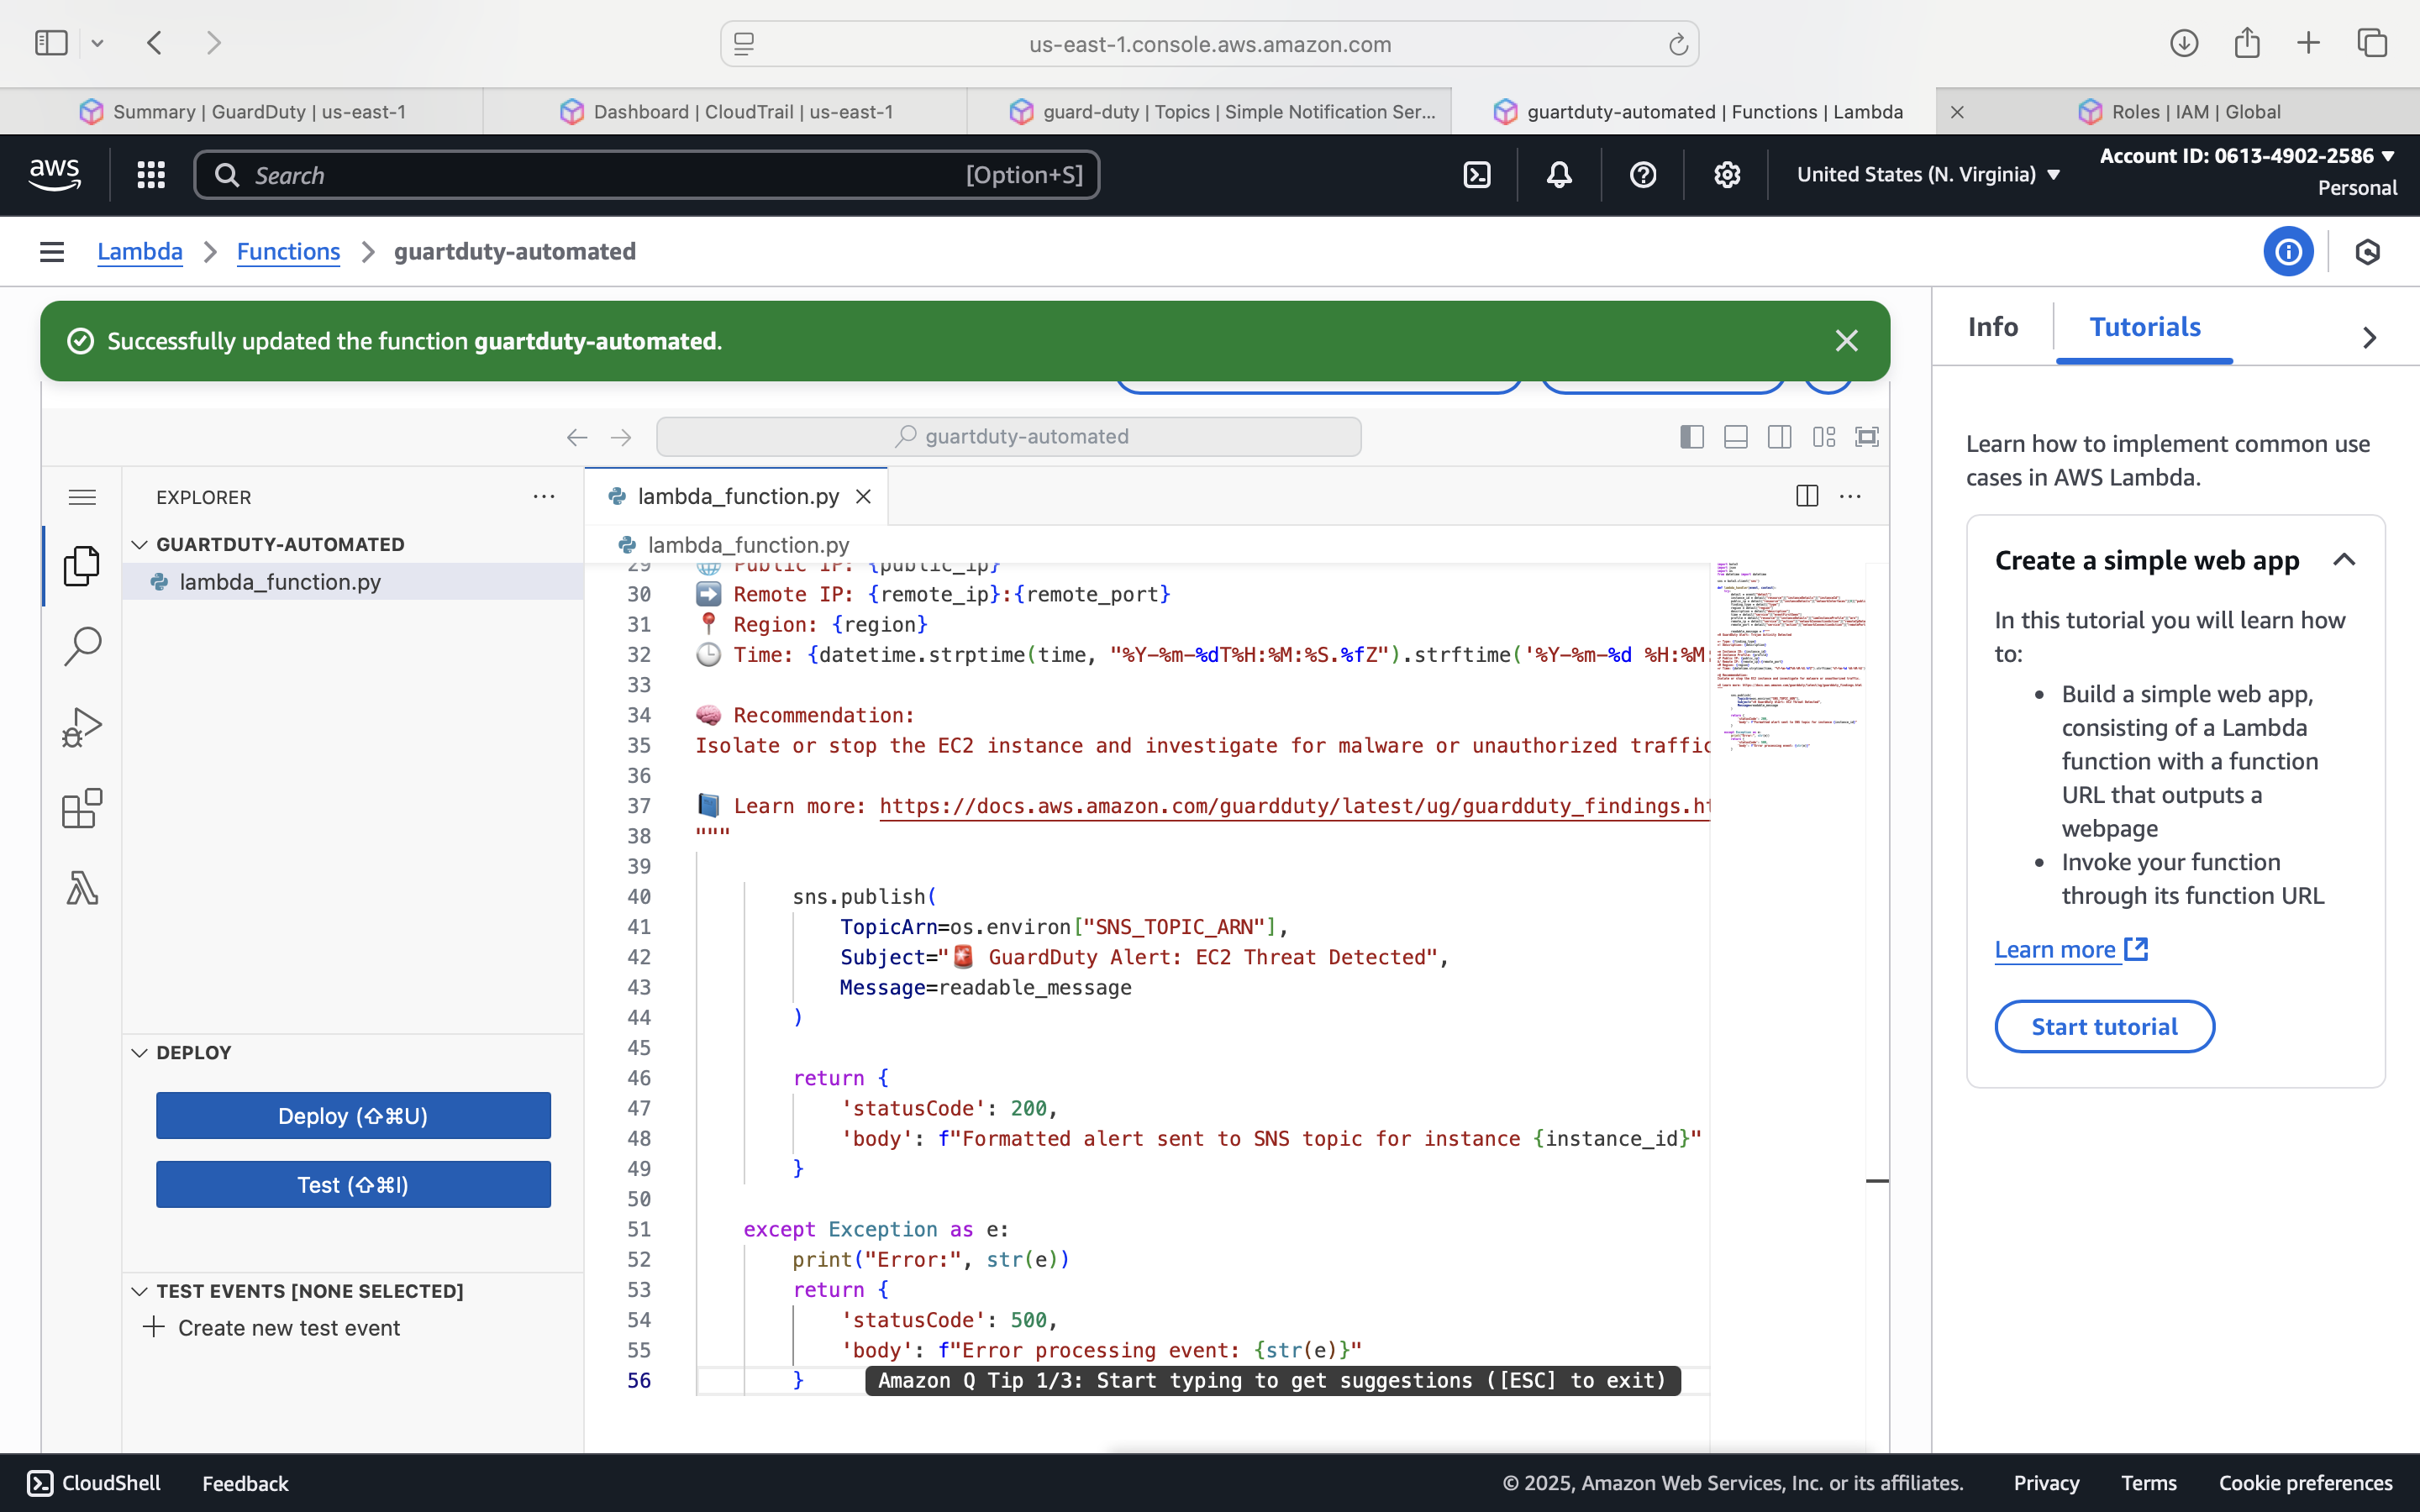 us-east-1.console.aws.amazon.com
Summary | GuardDuty | us-east-1
Dashboard | CloudTrail | us-east-1
guard-duty | Topics | Simple Notification Ser...
guartduty-automated | Functions | Lambda
Roles | IAM | Global
aws
Search
[Option+S]
United States (N. Virginia)
Account ID: 0613-4902-2586
Personal
Lambda
Functions
guartduty-automated
Successfully updated the function guartduty-automated.
Info
Tutorials
guartduty-automated
EXPLORER
GUARTDUTY-AUTOMATED
lambda_function.py
DEPLOY
Deploy (⇧⌘U)
Test (⇧⌘I)
TEST EVENTS [NONE SELECTED]
Create new test event
lambda_function.py
lambda_function.py
29 🌐 Public IP: {public_ip}
30 ➡️ Remote IP: {remote_ip}:{remote_port}
31 📍 Region: {region}
32 🕒 Time: {datetime.strptime(time, "%Y-%m-%dT%H:%M:%S.%fZ").strftime('%Y-%m-%d %H:%M:
33
34 🧠 Recommendation:
35 Isolate or stop the EC2 instance and investigate for malware or unauthorized traffic
36
37 📘 Learn more: https://docs.aws.amazon.com/guardduty/latest/ug/guardduty_findings.ht
38 """
39
40 sns.publish(
41 TopicArn=os.environ["SNS_TOPIC_ARN"],
42 Subject="🚨 GuardDuty Alert: EC2 Threat Detected",
43 Message=readable_message
44 )
45
46 return {
47 'statusCode': 200,
48 'body': f"Formatted alert sent to SNS topic for instance {instance_id}"
49 }
50
51 except Exception as e:
52 print("Error:", str(e))
53 return {
54 'statusCode': 500,
55 'body': f"Error processing event: {str(e)}"
56 }
Amazon Q Tip 1/3: Start typing to get suggestions ([ESC] to exit)
Learn how to implement common use
cases in AWS Lambda.
Create a simple web app
In this tutorial you will learn how
to:
• Build a simple web app,
consisting of a Lambda
function with a function
URL that outputs a
webpage
• Invoke your function
through its function URL
Learn more
Start tutorial
CloudShell
Feedback
© 2025, Amazon Web Services, Inc. or its affiliates.
Privacy
Terms
Cookie preferences